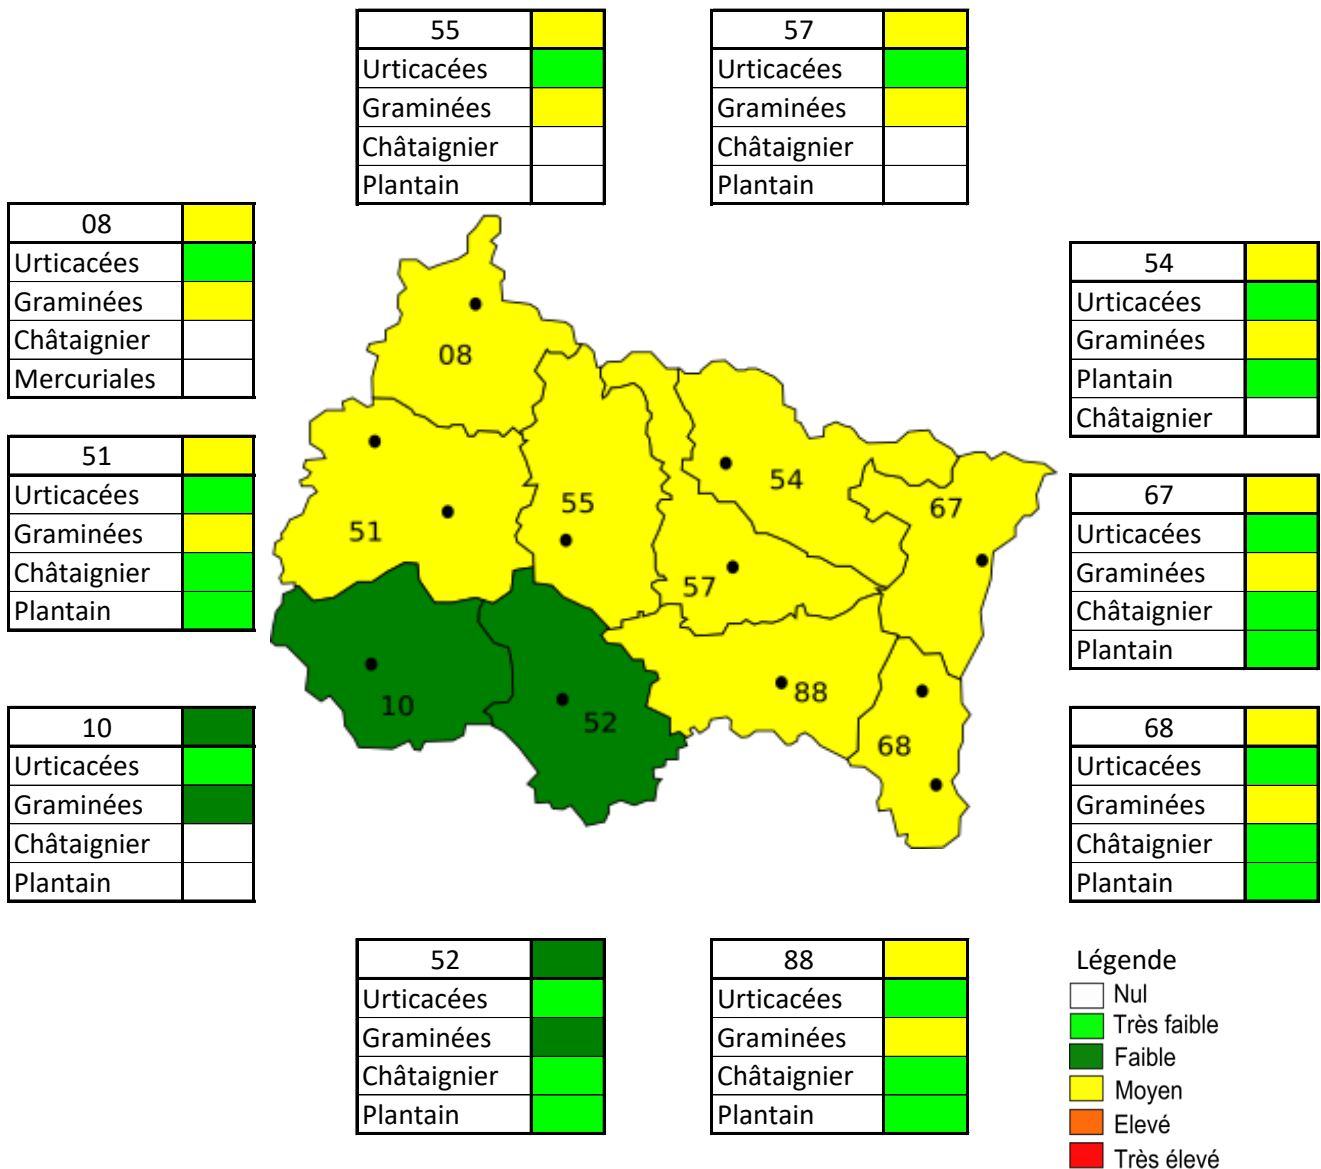 55
Urticacées
Graminées
Châtaignier
Plantain
57
Urticacées
Graminées
Châtaignier
Plantain
08
Urticacées
Graminées
Châtaignier
Mercuriales
54
Urticacées
Graminées
Plantain
Châtaignier
51
Urticacées
Graminées
Châtaignier
Plantain
67
Urticacées
Graminées
Châtaignier
Plantain
08
54
55
67
51
57
88
10
52
68
10
Urticacées
Graminées
Châtaignier
Plantain
68
Urticacées
Graminées
Châtaignier
Plantain
52
Urticacées
Graminées
Châtaignier
Plantain
88
Urticacées
Graminées
Châtaignier
Plantain
Légende
Nul
Très faible
Faible
Moyen
Elevé
Très élevé